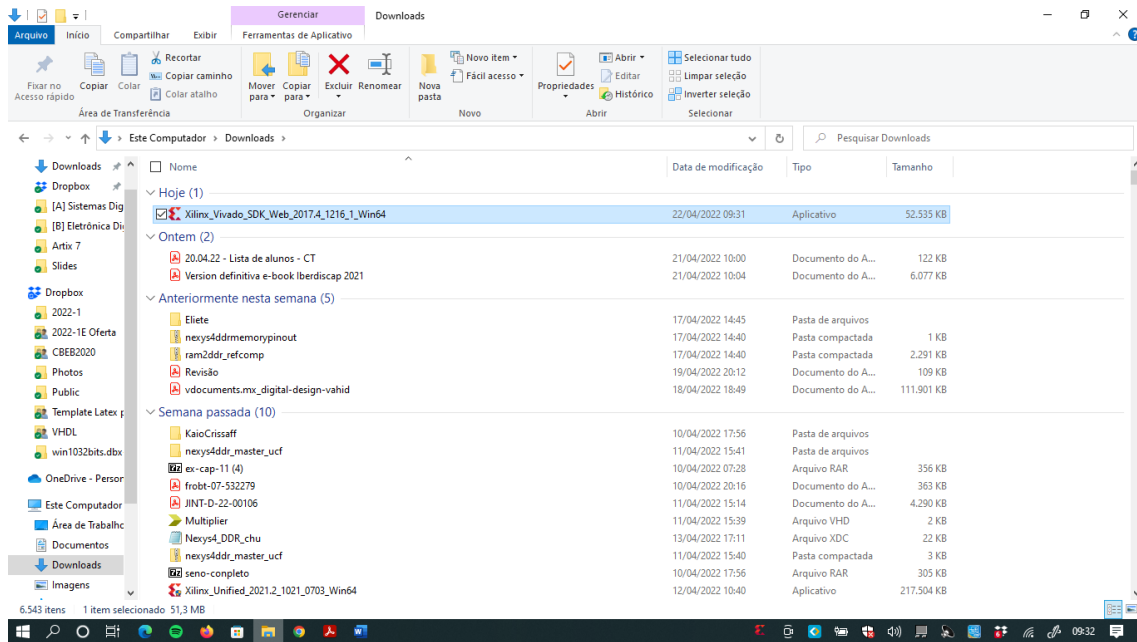 Gerenciar Downloads
Arquivo Início Compartilhar Exibir Ferramentas de Aplicativo
Fixar no Acesso rápido
Copiar
Colar
Recortar
Copiar caminho
Colar atalho
Área de Transferência
Mover para
Copiar para
Excluir
Renomear
Organizar
Nova pasta
Novo item
Fácil acesso
Novo
Propriedades
Abrir
Editar
Histórico
Abrir
Selecionar tudo
Limpar seleção
Inverter seleção
Selecionar
Este Computador > Downloads >
Pesquisar Downloads
Downloads
Dropbox
[A] Sistemas Dig
[B] Eletrônica Di
Artix 7
Slides
Dropbox
2022-1
2022-1E Oferta
CBEB2020
Photos
Public
Template Latex p
VHDL
win1032bits.dbx
OneDrive - Person
Este Computador
Área de Trabalho
Documentos
Downloads
Imagens
Nome Data de modificação Tipo Tamanho
Hoje (1)
Xilinx_Vivado_SDK_Web_2017.4_1216_1_Win64 22/04/2022 09:31 Aplicativo 52.535 KB
Ontem (2)
20.04.22 - Lista de alunos - CT 21/04/2022 10:00 Documento do A... 122 KB
Version definitiva e-book Iberdiscap 2021 21/04/2022 10:04 Documento do A... 6.077 KB
Anteriormente nesta semana (5)
Eliete 17/04/2022 14:45 Pasta de arquivos
nexys4ddrmemorypinout 17/04/2022 14:40 Pasta compactada 1 KB
ram2ddr_refcomp 17/04/2022 14:40 Pasta compactada 2.291 KB
Revisão 19/04/2022 20:12 Documento do A... 109 KB
vdocuments.mx_digital-design-vahid 18/04/2022 18:49 Documento do A... 111.901 KB
Semana passada (10)
KaioCrissaff 10/04/2022 17:56 Pasta de arquivos
nexys4ddr_master_ucf 11/04/2022 15:41 Pasta de arquivos
ex-cap-11 (4) 10/04/2022 07:28 Arquivo RAR 356 KB
frobt-07-532279 10/04/2022 20:16 Documento do A... 363 KB
JINT-D-22-00106 11/04/2022 15:14 Documento do A... 4.290 KB
Multiplier 11/04/2022 15:39 Arquivo VHD 2 KB
Nexys4_DDR_chu 13/04/2022 17:11 Arquivo XDC 22 KB
nexys4ddr_master_ucf 11/04/2022 15:40 Pasta compactada 3 KB
seno-conpleto 10/04/2022 17:56 Arquivo RAR 305 KB
Xilinx_Unified_2021.2_1021_0703_Win64 12/04/2022 10:40 Aplicativo 217.504 KB
6.543 itens 1 item selecionado 51,3 MB
09:32